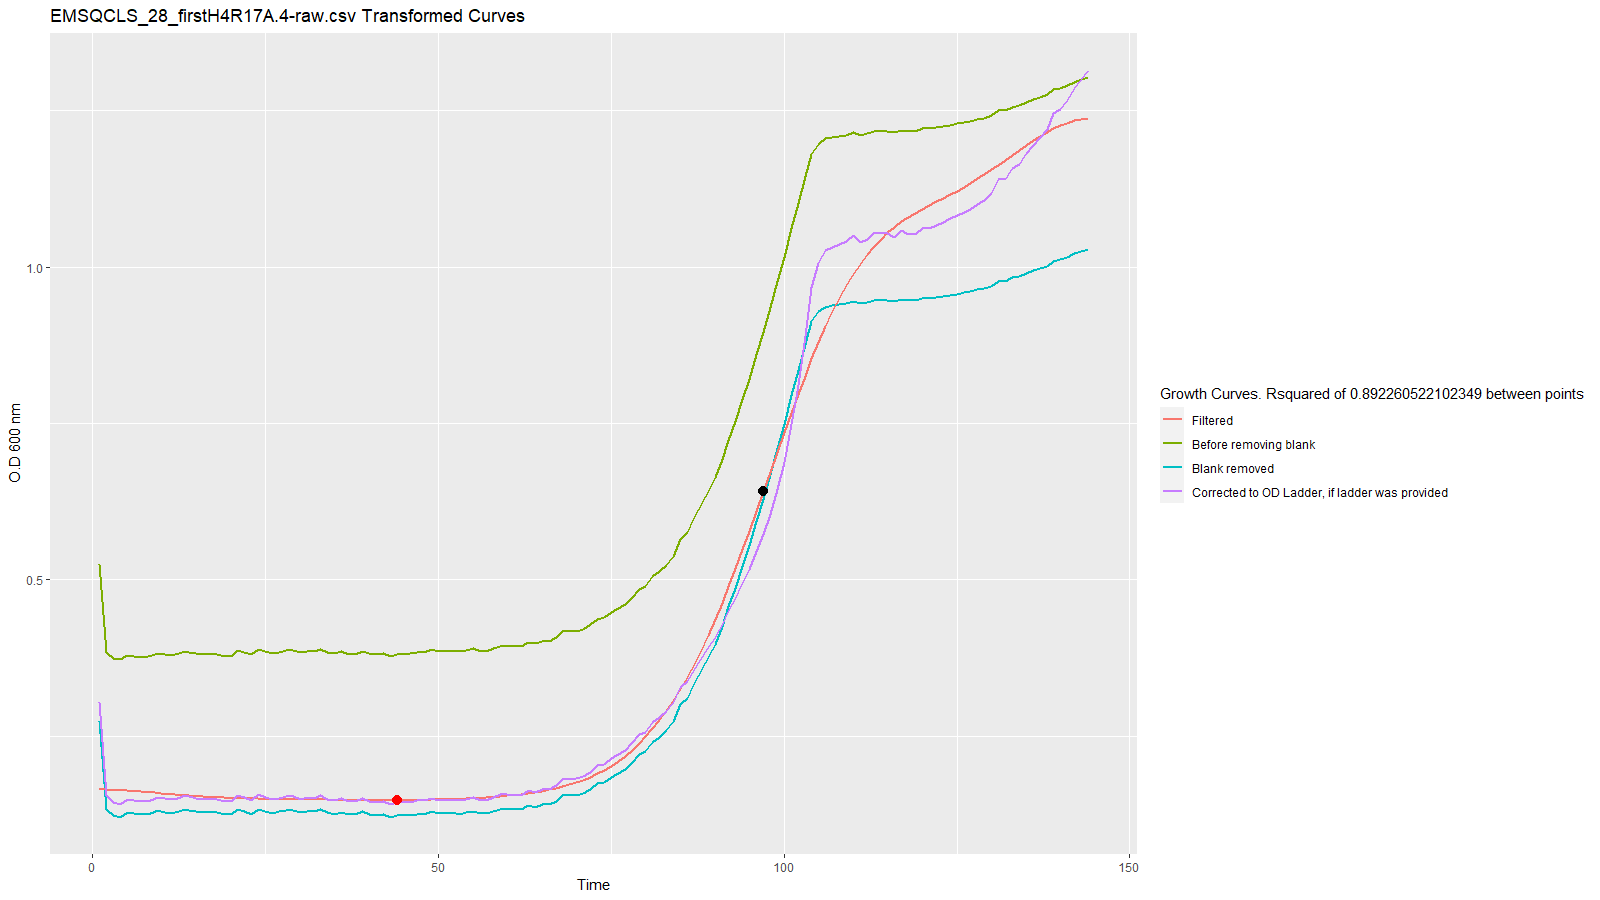 EMSQCLS_28_firstH4R17A.4-raw.csv Transformed Curves
O.D 600 nm
1.0
0.5
0
50
100
150
Time
Growth Curves. Rsquared of 0.892260522102349 between points
Filtered
Before removing blank
Blank removed
Corrected to OD Ladder, if ladder was provided